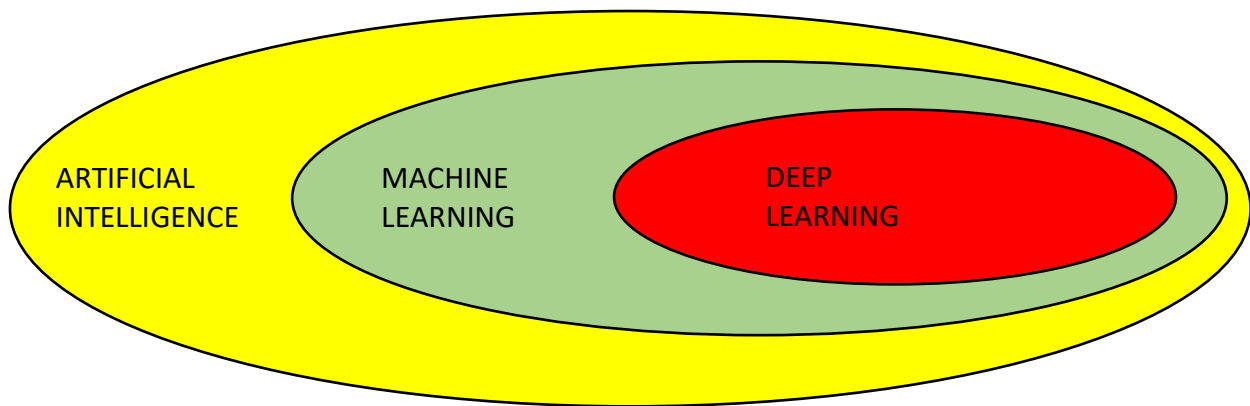 ARTIFICIAL
INTELLIGENCE
MACHINE
LEARNING
DEEP
LEARNING